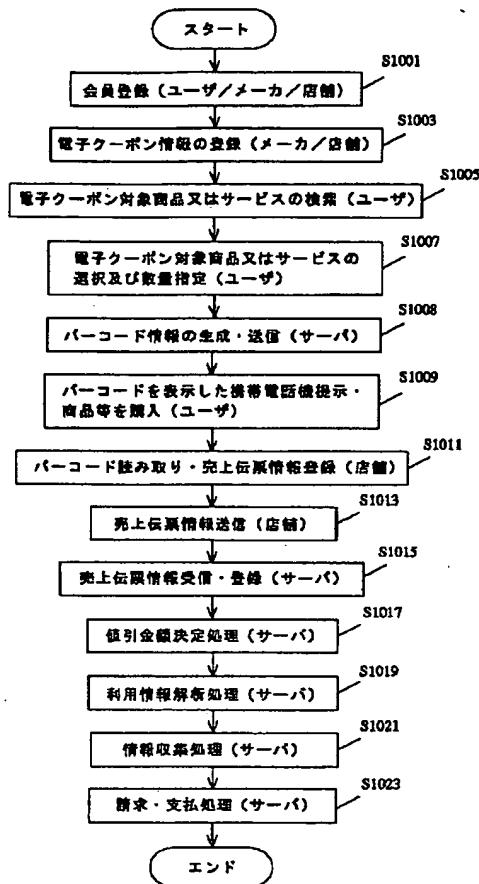 スタート
S1001
会員登録（ユーザ／メーカ／店舗）
S1003
電子クーポン情報の登録（メーカ／店舗）
S1005
電子クーポン対象商品又はサービスの検索（ユーザ）
S1007
電子クーポン対象商品又はサービスの
選択及び数量指定（ユーザ）
S1008
バーコード情報の生成・送信（サーバ）
S1009
バーコードを表示した携帯電話機提示・
商品等を購入（ユーザ）
S1011
バーコード読み取り・売上伝票情報登録（店舗）
S1013
売上伝票情報送信（店舗）
S1015
売上伝票情報受信・登録（サーバ）
S1017
値引金額決定処理（サーバ）
S1019
利用情報解析処理（サーバ）
S1021
情報収集処理（サーバ）
S1023
請求・支払処理（サーバ）
エンド